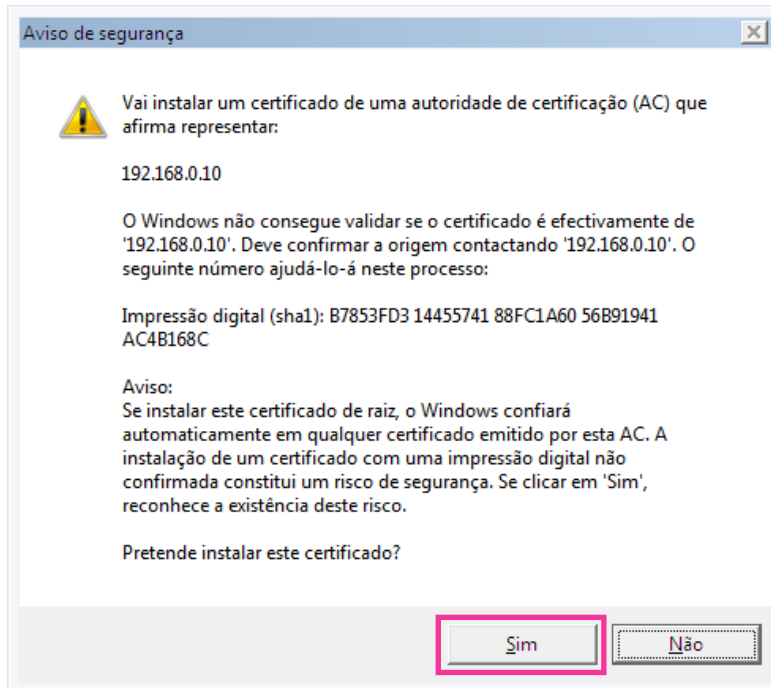 Aviso de segurança
Vai instalar um certificado de uma autoridade de certificação (AC) que
afirma representar:
192.168.0.10
O Windows não consegue validar se o certificado é efectivamente de
'192.168.0.10'. Deve confirmar a origem contactando '192.168.0.10'. O
seguinte número ajudá-lo-á neste processo:
Impressão digital (sha1): B7853FD3 14455741 88FC1A60 56B91941
AC4B168C
Aviso:
Se instalar este certificado de raiz, o Windows confiará
automaticamente em qualquer certificado emitido por esta AC. A
instalação de um certificado com uma impressão digital não
confirmada constitui um risco de segurança. Se clicar em 'Sim',
reconhece a existência deste risco.
Pretende instalar este certificado?
Sim
Não